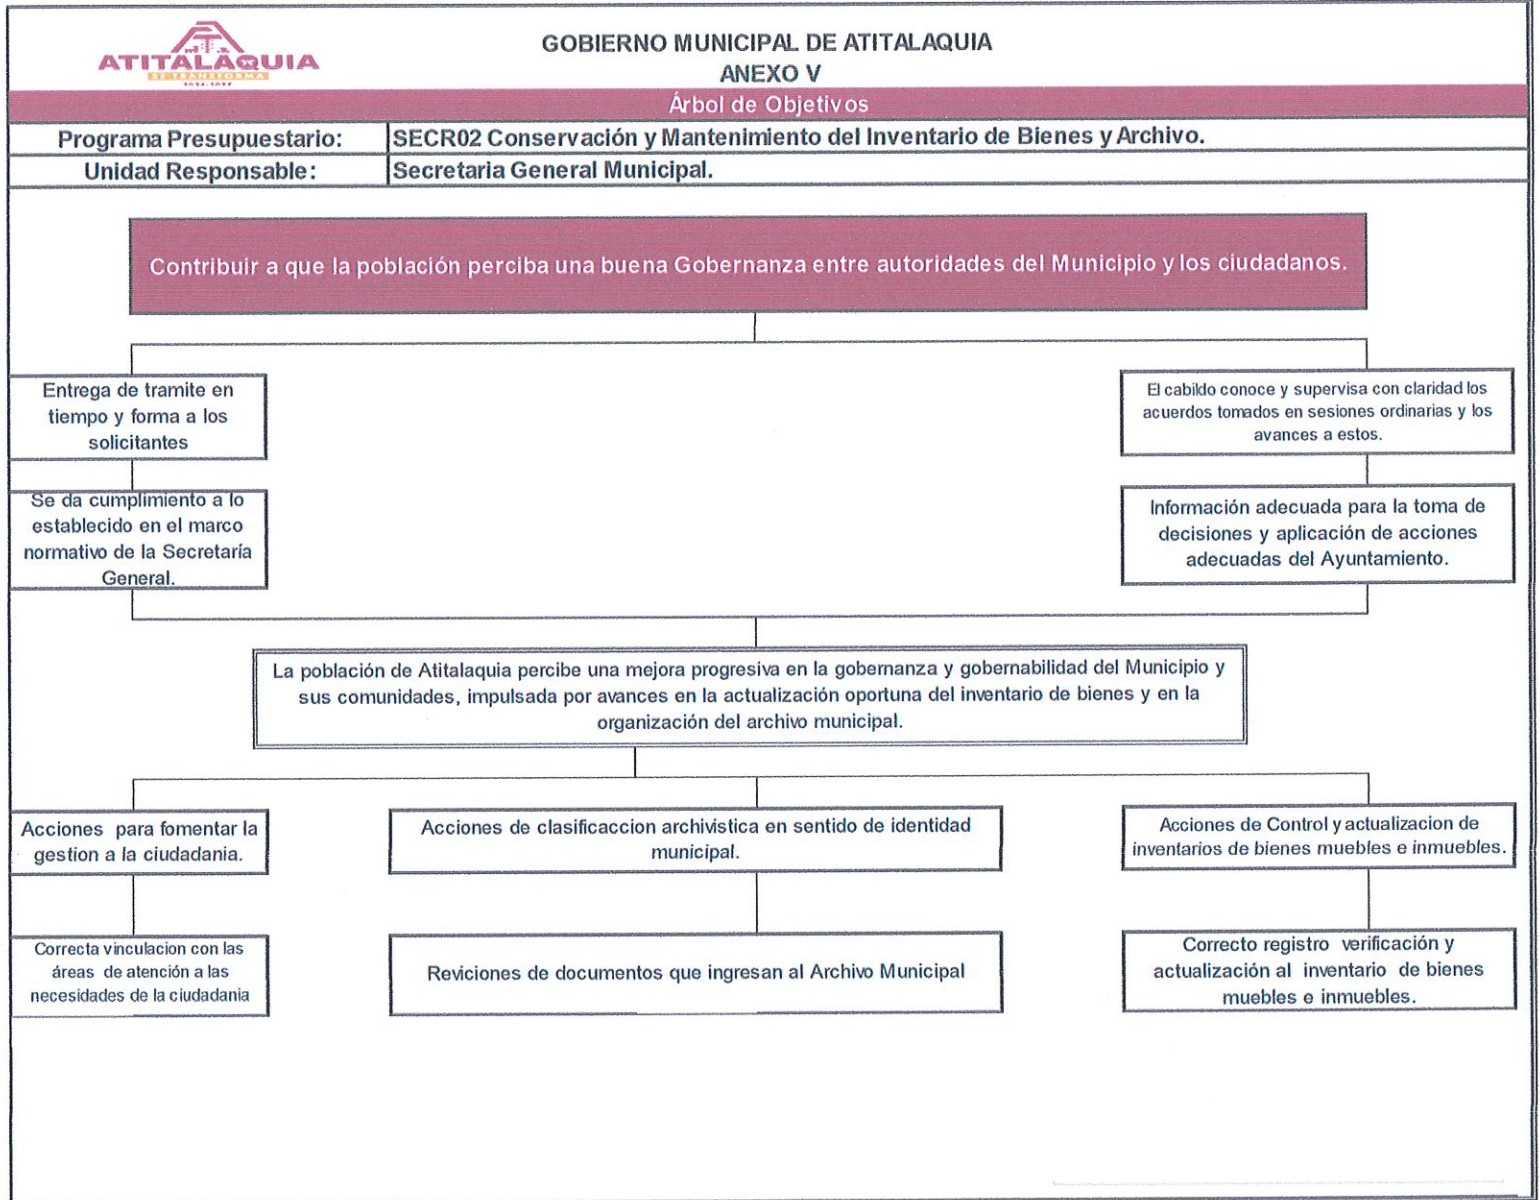 ATITALAQUIA
SE TRANSFORMA
GOBIERNO MUNICIPAL DE ATITALAQUIA
ANEXO V
Árbol de Objetivos
Programa Presupuestario: SECR02 Conservación y Mantenimiento del Inventario de Bienes y Archivo.
Unidad Responsable: Secretaria General Municipal.
Contribuir a que la población perciba una buena Gobernanza entre autoridades del Municipio y los ciudadanos.
Entrega de tramite en
tiempo y forma a los
solicitantes
El cabildo conoce y supervisa con claridad los
acuerdos tomados en sesiones ordinarias y los
avances a estos.
Se da cumplimiento a lo
establecido en el marco
normativo de la Secretaría
General.
Información adecuada para la toma de
decisiones y aplicación de acciones
adecuadas del Ayuntamiento.
La población de Atitalaquia percibe una mejora progresiva en la gobernanza y gobernabilidad del Municipio y
sus comunidades, impulsada por avances en la actualización oportuna del inventario de bienes y en la
organización del archivo municipal.
Acciones para fomentar la
gestion a la ciudadania.
Acciones de clasificaccion archivistica en sentido de identidad
municipal.
Acciones de Control y actualizacion de
inventarios de bienes muebles e inmuebles.
Correcta vinculacion con las
áreas de atención a las
necesidades de la ciudadania
Reviciones de documentos que ingresan al Archivo Municipal
Correcto registro verificación y
actualización al inventario de bienes
muebles e inmuebles.